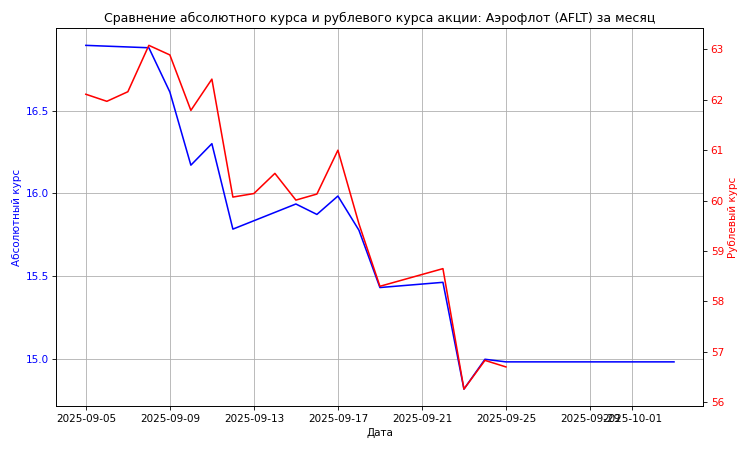 Сравнение абсолютного курса и рублевого курса акции: Аэрофлот (AFLT) за месяц
Абсолютный курс
16.5
16.0
15.5
15.0
63
62
61
60
59
58
57
56
Рублевый курс
2025-09-05 2025-09-09 2025-09-13 2025-09-17 2025-09-21 2025-09-25 2025-09-29 2025-10-01
Дата